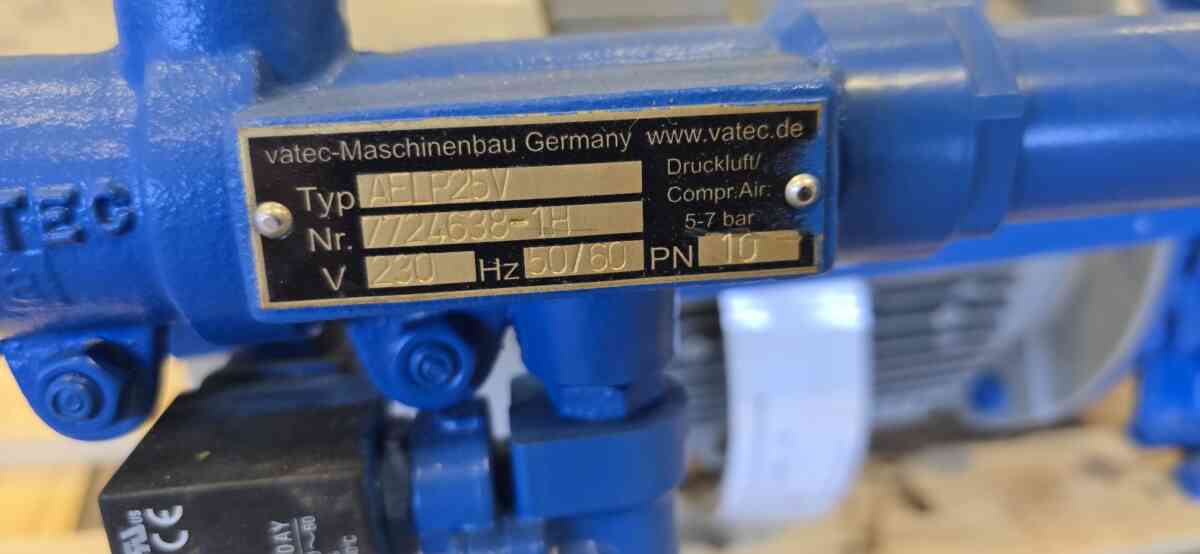 vatec-Maschinenbau Germany www.vatec.de
Typ AELP25V
Nr. 7724638-1H
V 230 Hz 50/60 PN 10
Druckluft/
Compr.Air:
5-7 bar
TEC
CE